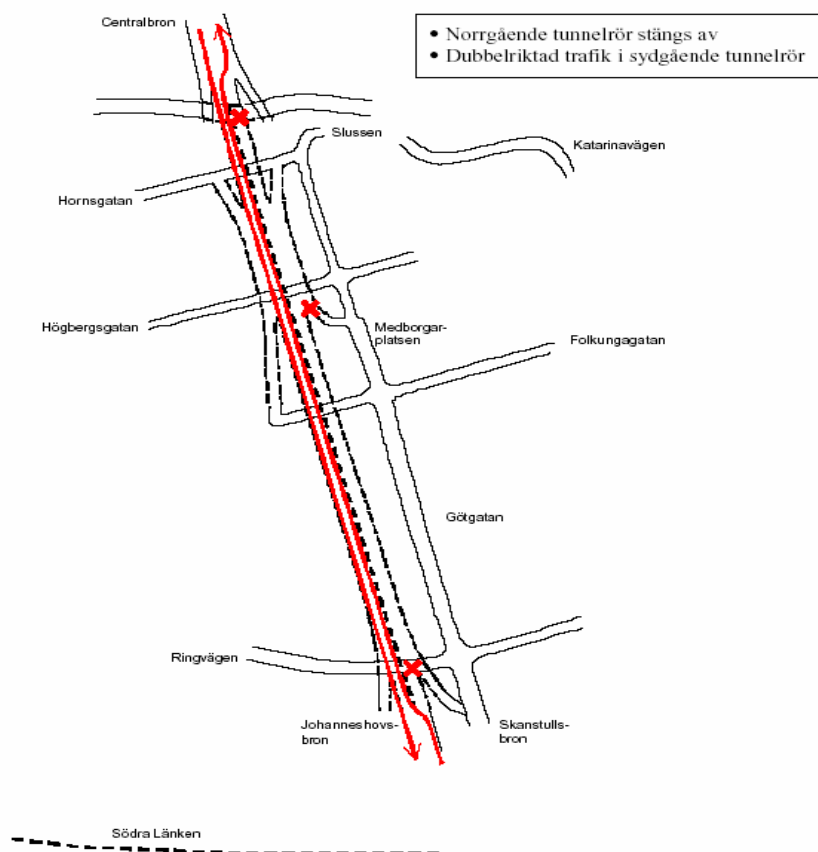 Centralbron
• Norrgående tunnelrör stängs av
• Dubbelriktad trafik i sydgående tunnelrör
Slussen
Katarinavägen
Hornsgatan
Högbergsgatan
Medborgar-
platsen
Folkungagatan
Götgatan
Ringvägen
Johanneshovs-
bron
Skanstulls-
bron
Södra Länken